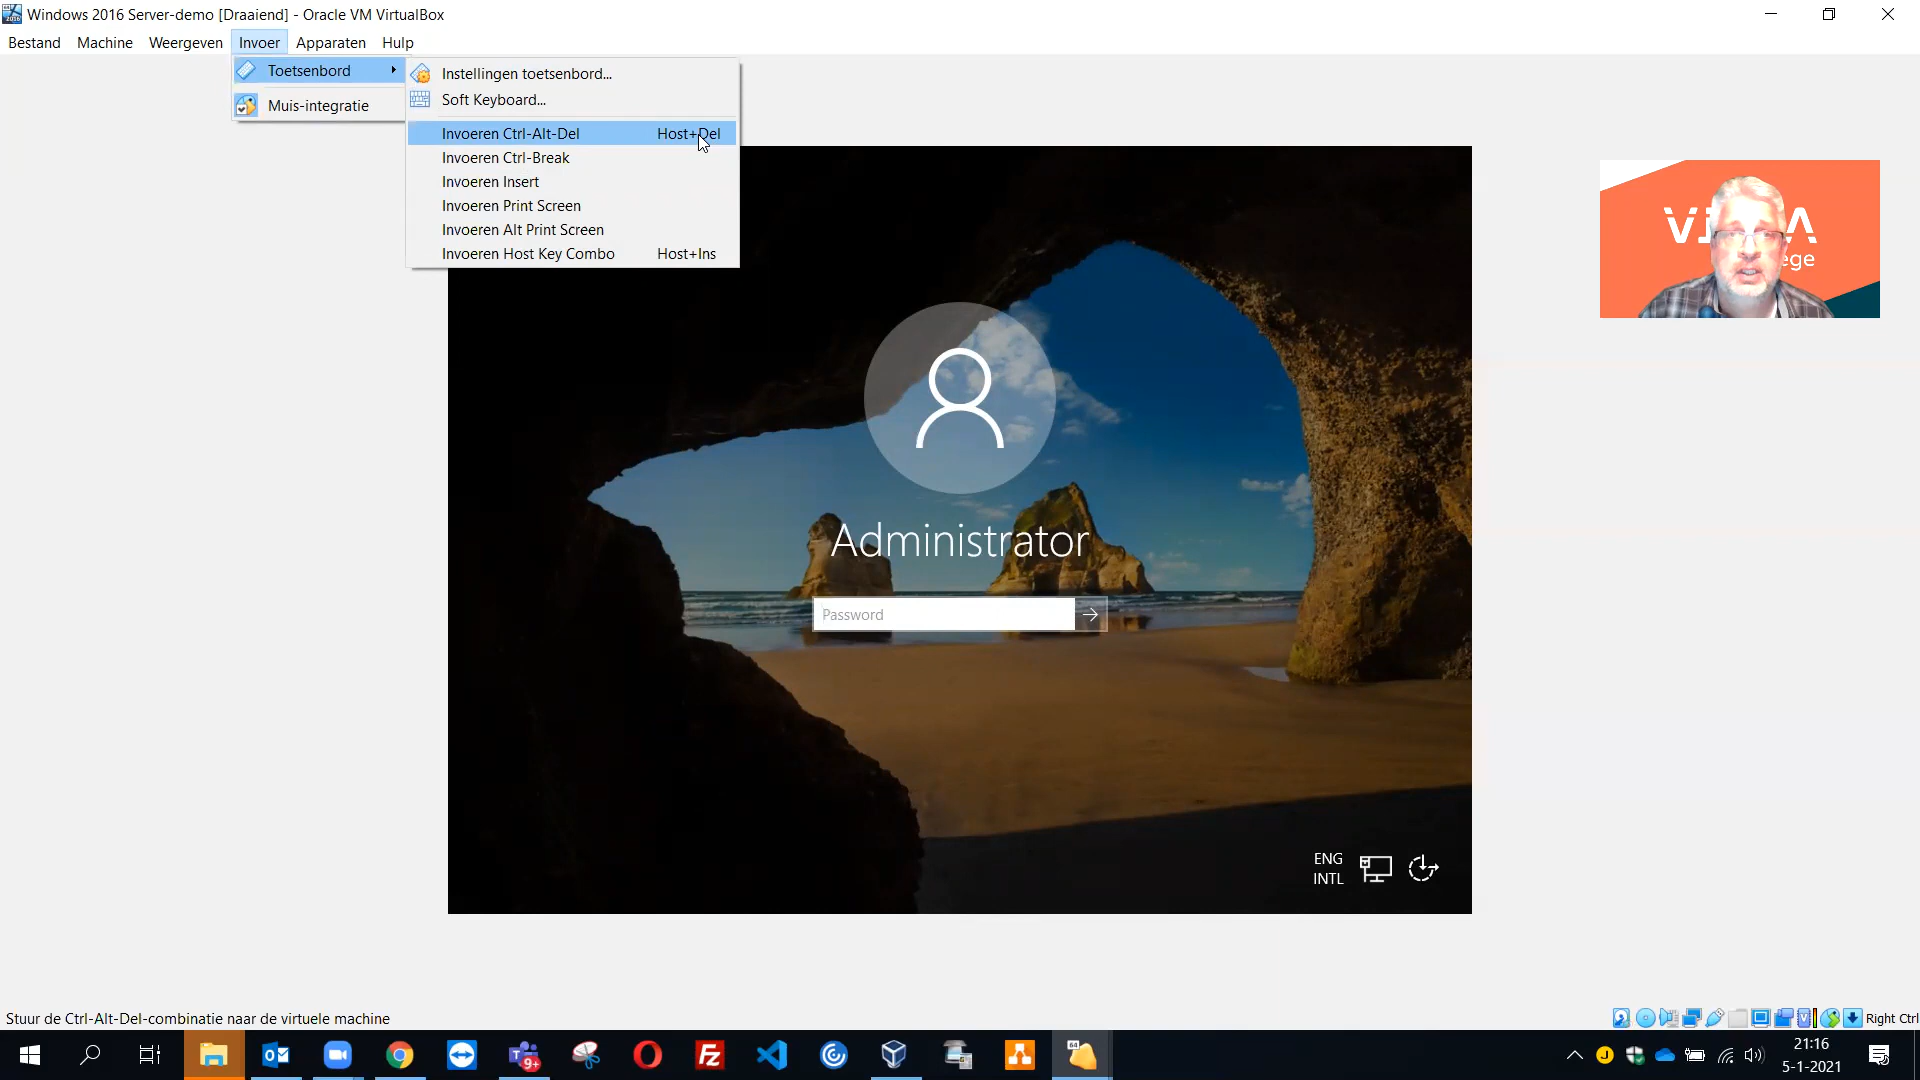 Windows 2016 Server-demo [Draaiend] - Oracle VM VirtualBox
Bestand Machine Weergeven Invoer Apparaten Hulp
Toetsenbord
Muis-integratie
Instellingen toetsenbord...
Soft Keyboard...
Invoeren Ctrl-Alt-Del Host+Del
Invoeren Ctrl-Break
Invoeren Insert
Invoeren Print Screen
Invoeren Alt Print Screen
Invoeren Host Key Combo Host+Ins
Administrator
Password
ENG
INTL
Stuur de Ctrl-Alt-Del-combinatie naar de virtuele machine
Right Ctrl
9+
64
21:16
5-1-2021